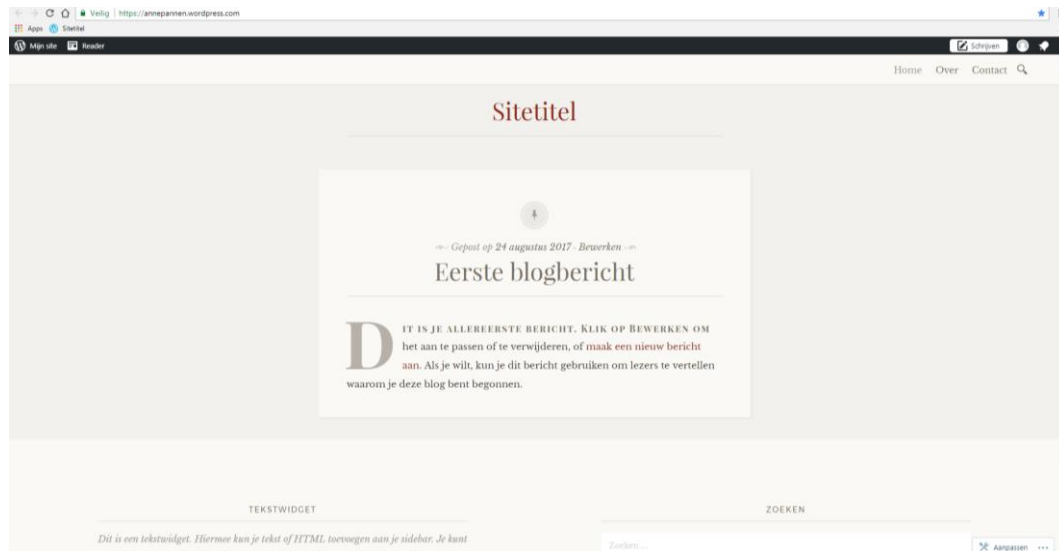 Veilig | https://annepannen.wordpress.com
Apps Sitetitel
Mijn site Reader Schrijven
Home Over Contact
Sitetitel
Gepost op 24 augustus 2017 · Bewerken
Eerste blogbericht
DIT IS JE ALLEREERSTE BERICHT. KLIK OP BEWERKEN OM
het aan te passen of te verwijderen, of maak een nieuw bericht
aan. Als je wilt, kun je dit bericht gebruiken om lezers te vertellen
waarom je deze blog bent begonnen.
TEKSTWIDGET ZOEKEN
Dit is een tekstwidget. Hiermee kun je tekst of HTML toevoegen aan je sidebar. Je kunt
Zoeken...
Aanpassen